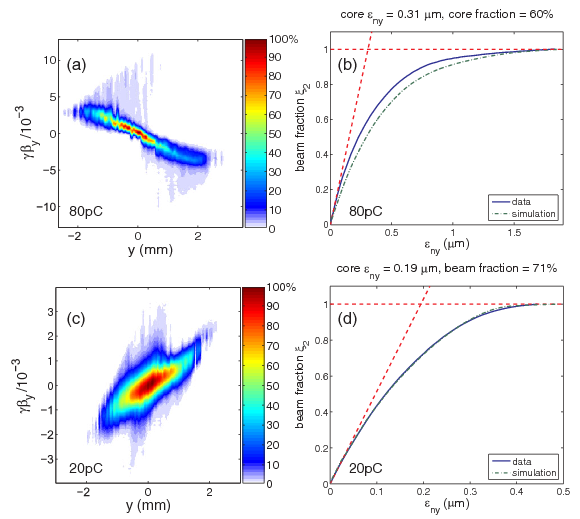 core εny = 0.31 μm, core fraction = 60%
(a)
γβy/10⁻³
5
0
−5
−10
80pC
−2
0
2
y (mm)
100%
90
80
70
60
50
40
30
20
10
0
(b)
beam fraction ξ2
1
0.8
0.6
0.4
0.2
0
80pC
data
simulation
0
0.5
1
1.5
εny (μm)
core εny = 0.19 μm, beam fraction = 71%
(c)
γβy/10⁻³
3
2
1
0
−1
−2
−3
20pC
−2
0
2
y (mm)
100%
90
80
70
60
50
40
30
20
10
0
(d)
beam fraction ξ2
1
0.8
0.6
0.4
0.2
0
20pC
data
simulation
0
0.1
0.2
0.3
0.4
0.5
εny (μm)